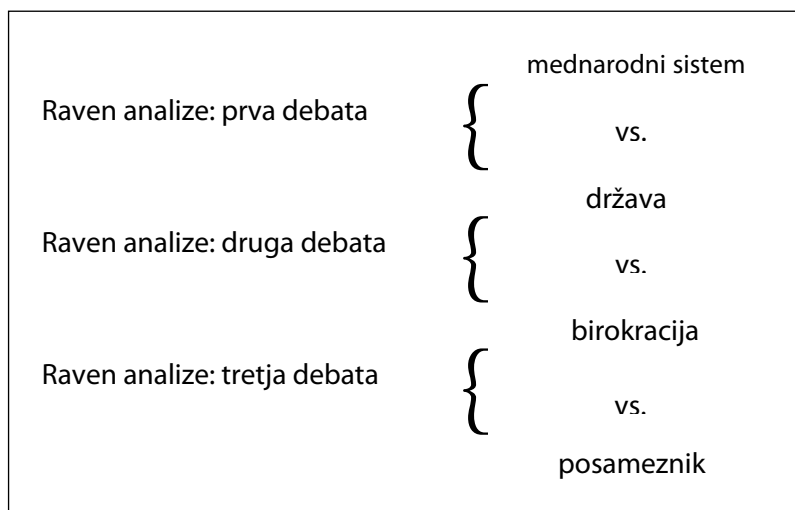 mednarodni sistem
Raven analize: prva debata
{
vs.
država
Raven analize: druga debata
{
vs.
birokracija
Raven analize: tretja debata
{
vs.
posameznik